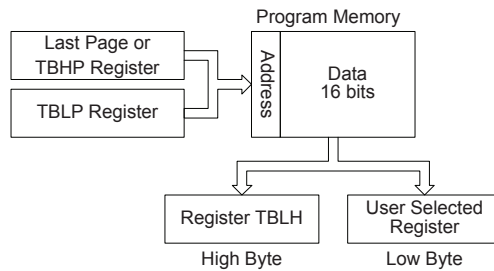 Program Memory
Last Page or
TBHP Register
TBLP Register
Address
Data
16 bits
Register TBLH
User Selected
Register
High Byte
Low Byte